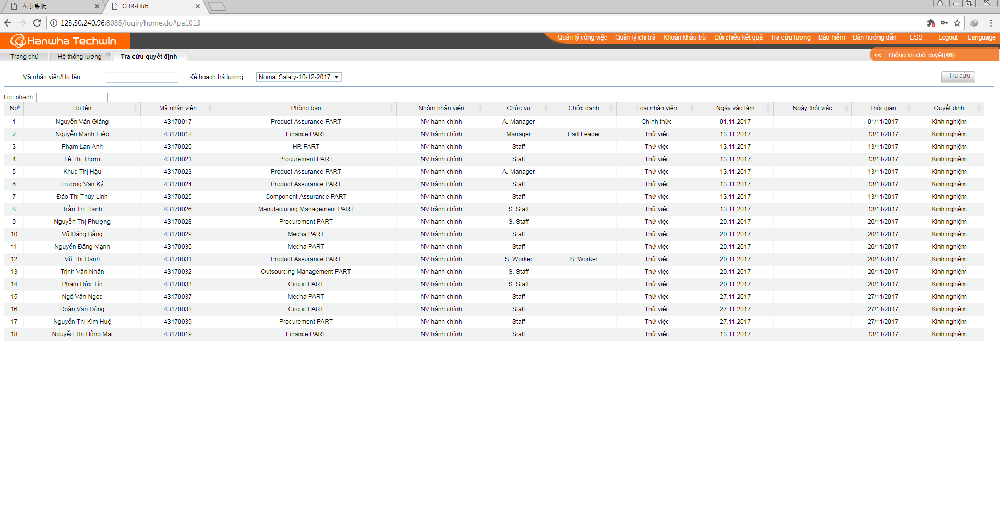 人事系统
CHR-Hub
123.30.240.96:8085/login/home.do#pa1013
Hanwha Techwin
Quản lý công việc Quản lý chi trả Khoản khấu trừ Đối chiếu kết quả Tra cứu lương Bảo hiểm Bản hướng dẫn ESS Logout Language
Trang chủ Hệ thống lương Tra cứu quyết định
<< Thông tin chờ duyệt(46)
Mã nhân viên/Họ tên Kế hoạch trả lương Nomal Salary-10-12-2017 Tra cứu
Lọc nhanh
No Họ tên Mã nhân viên Phòng ban Nhóm nhân viên Chức vụ Chức danh Loại nhân viên Ngày vào làm Ngày thôi việc Thời gian Quyết định
1 Nguyễn Văn Giảng 43170017 Product Assurance PART NV hành chính A. Manager Chính thức 01.11.2017 01/11/2017 Kinh nghiệm
2 Nguyễn Mạnh Hiệp 43170018 Finance PART NV hành chính Manager Part Leader Thử việc 13.11.2017 13/11/2017 Kinh nghiệm
3 Phạm Lan Anh 43170020 HR PART NV hành chính Staff Thử việc 13.11.2017 13/11/2017 Kinh nghiệm
4 Lê Thị Thơm 43170021 Procurement PART NV hành chính Staff Thử việc 13.11.2017 13/11/2017 Kinh nghiệm
5 Khúc Thị Hậu 43170023 Product Assurance PART NV hành chính A. Manager Thử việc 13.11.2017 13/11/2017 Kinh nghiệm
6 Trương Văn Kỷ 43170024 Product Assurance PART NV hành chính Staff Thử việc 13.11.2017 13/11/2017 Kinh nghiệm
7 Đào Thị Thùy Linh 43170025 Component Assurance PART NV hành chính Staff Thử việc 13.11.2017 13/11/2017 Kinh nghiệm
8 Trần Thị Hạnh 43170026 Manufacturing Management PART NV hành chính S. Staff Thử việc 13.11.2017 13/11/2017 Kinh nghiệm
9 Nguyễn Thị Phượng 43170028 Procurement PART NV hành chính S. Staff Thử việc 20.11.2017 20/11/2017 Kinh nghiệm
10 Vũ Đăng Bằng 43170029 Mecha PART NV hành chính Staff Thử việc 20.11.2017 20/11/2017 Kinh nghiệm
11 Nguyễn Đăng Mạnh 43170030 Mecha PART NV hành chính Staff Thử việc 20.11.2017 20/11/2017 Kinh nghiệm
12 Vũ Thị Oanh 43170031 Product Assurance PART NV hành chính S. Worker S. Worker Thử việc 20.11.2017 20/11/2017 Kinh nghiệm
13 Trịnh Văn Nhân 43170032 Outsourcing Management PART NV hành chính S. Staff Thử việc 20.11.2017 20/11/2017 Kinh nghiệm
14 Phạm Đức Tín 43170033 Circuit PART NV hành chính S. Staff Thử việc 20.11.2017 20/11/2017 Kinh nghiệm
15 Ngô Văn Ngọc 43170037 Mecha PART NV hành chính Staff Thử việc 27.11.2017 27/11/2017 Kinh nghiệm
16 Đoàn Văn Dũng 43170038 Circuit PART NV hành chính Staff Thử việc 27.11.2017 27/11/2017 Kinh nghiệm
17 Nguyễn Thị Kim Huệ 43170039 Procurement PART NV hành chính Staff Thử việc 27.11.2017 27/11/2017 Kinh nghiệm
18 Nguyễn Thị Hồng Mai 43170019 Finance PART NV hành chính Staff Thử việc 13.11.2017 13/11/2017 Kinh nghiệm